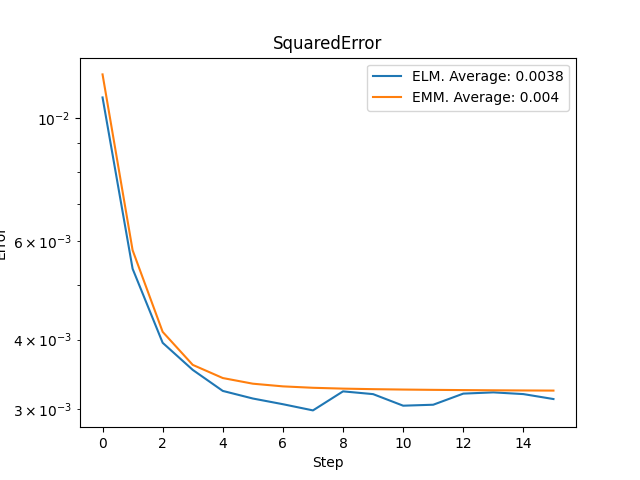 SquaredError
ELM. Average: 0.0038
EMM. Average: 0.004
10⁻²
6 × 10⁻³
4 × 10⁻³
3 × 10⁻³
Error
0 2 4 6 8 10 12 14
Step